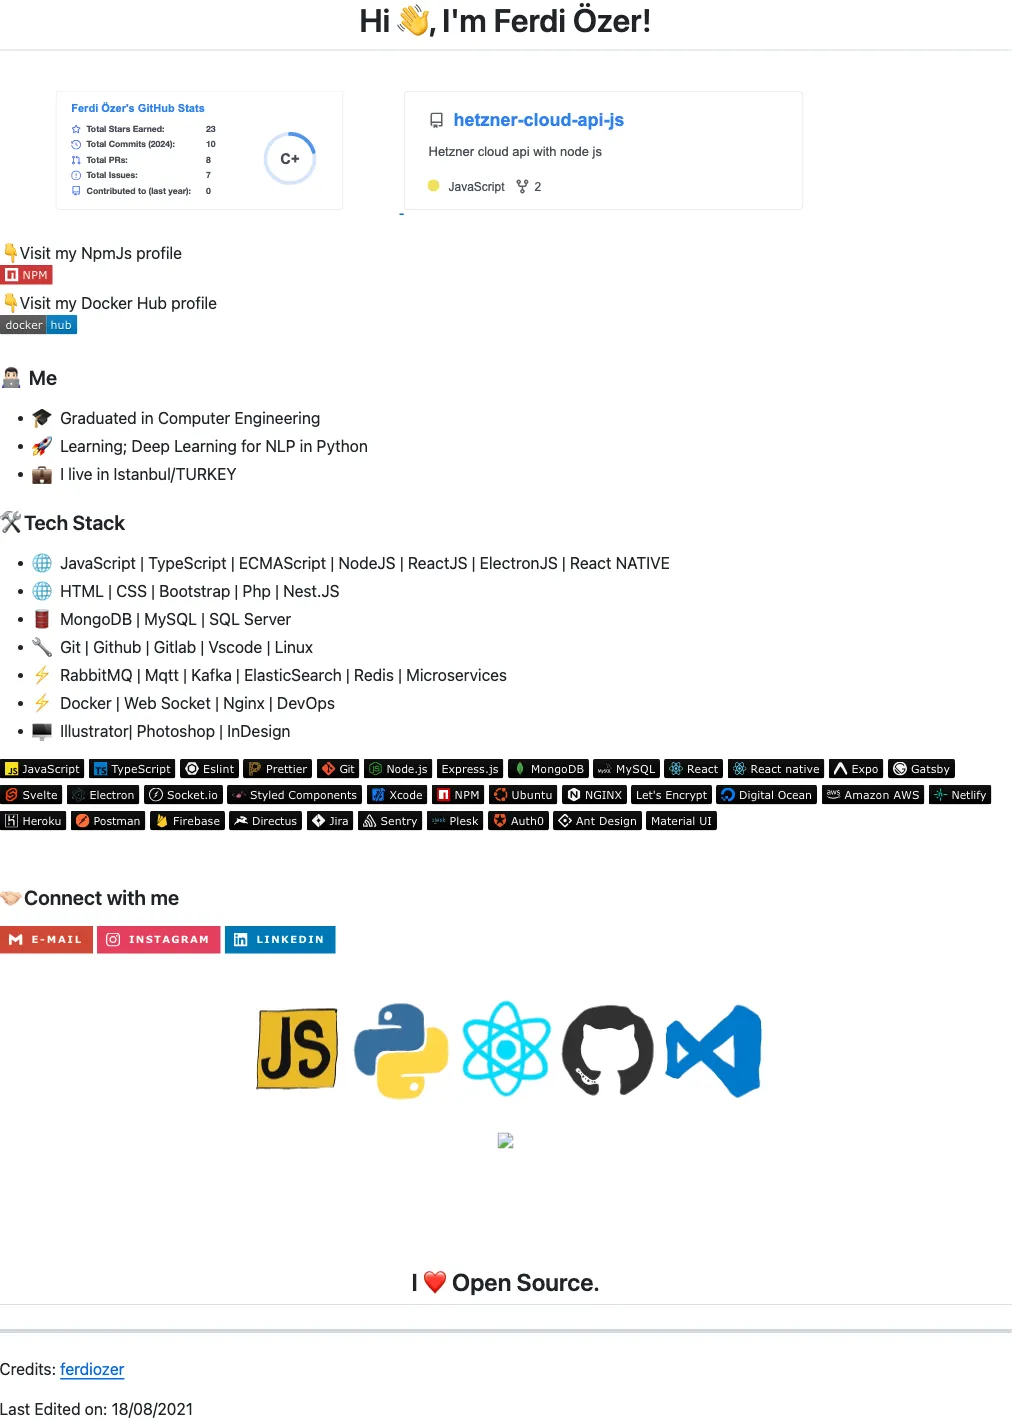 Hi 👋, I'm Ferdi Özer!
Ferdi Özer's GitHub Stats
Total Stars Earned: 23
Total Commits (2024): 10
Total PRs: 8
Total Issues: 7
Contributed to (last year): 0
C+
hetzner-cloud-api-js
Hetzner cloud api with node js
JavaScript 2
👇Visit my NpmJs profile
NPM
👇Visit my Docker Hub profile
docker hub
👨🏻‍💻 Me
• 🎓 Graduated in Computer Engineering
• 🚀 Learning; Deep Learning for NLP in Python
• 💼 I live in Istanbul/TURKEY
🛠️Tech Stack
• 🌐 JavaScript | TypeScript | ECMAScript | NodeJS | ReactJS | ElectronJS | React NATIVE
• 🌐 HTML | CSS | Bootstrap | Php | Nest.JS
• 🛢️ MongoDB | MySQL | SQL Server
• 🔧 Git | Github | Gitlab | Vscode | Linux
• ⚡ RabbitMQ | Mqtt | Kafka | ElasticSearch | Redis | Microservices
• ⚡ Docker | Web Socket | Nginx | DevOps
• 🖥️ Illustrator| Photoshop | InDesign
JS JavaScript TS TypeScript Eslint Prettier Git Node.js Express.js MongoDB MySQL React React native Expo Gatsby
Svelte Electron Socket.io Styled Components Xcode NPM Ubuntu NGINX Let's Encrypt Digital Ocean aws Amazon AWS Netlify
Heroku Postman Firebase Directus Jira Sentry Plesk Auth0 Ant Design Material UI
🤝🏻Connect with me
E-MAIL INSTAGRAM LINKEDIN
JS
I ❤️ Open Source.
Credits: ferdiozer
Last Edited on: 18/08/2021